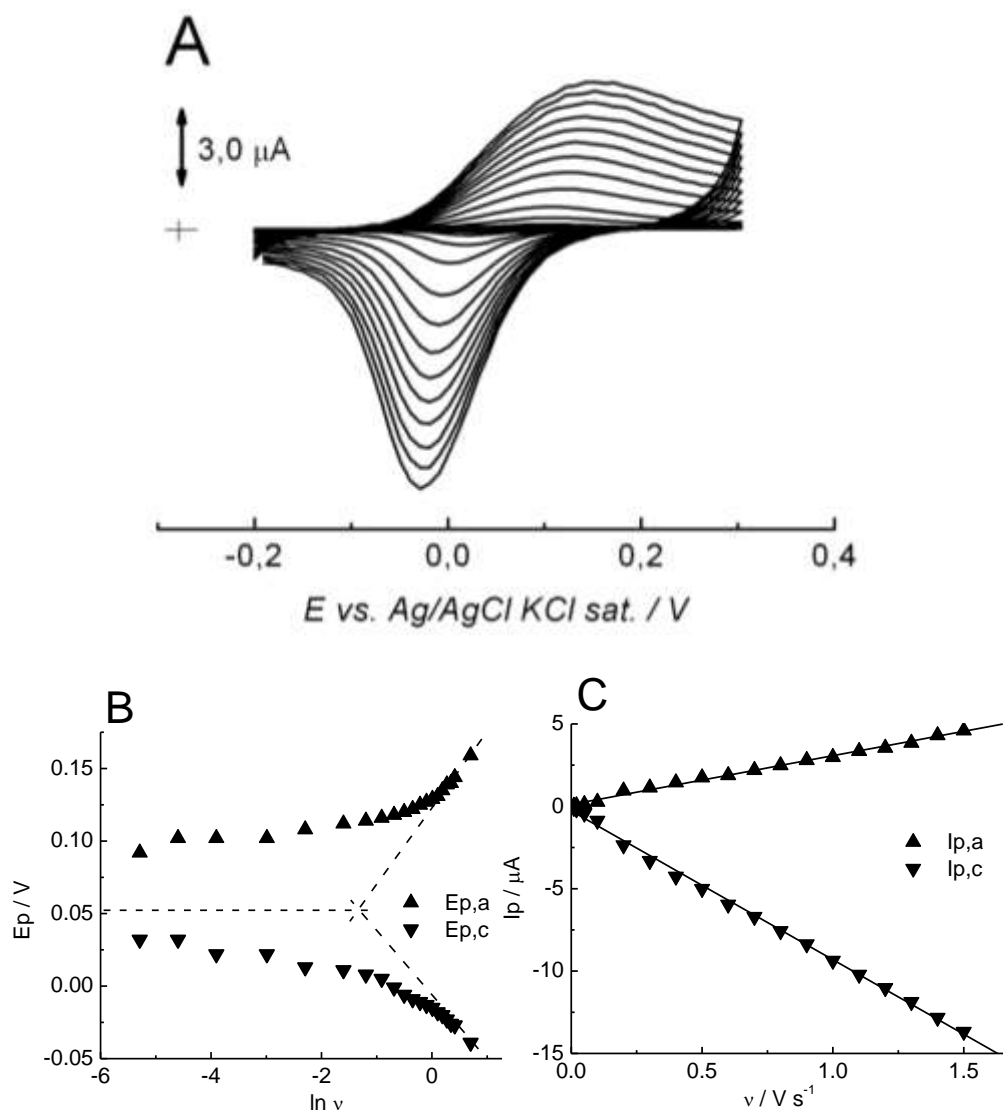 A
3,0 μA
-0,2 0,0 0,2 0,4
E vs. Ag/AgCl KCl sat. / V
B
0.15
0.10
0.05
0.00
-0.05
Ep / V
Ep,a
Ep,c
-6 -4 -2 0
ln ν
C
5
0
-5
-10
-15
Ip / μA
Ip,a
Ip,c
0.0 0.5 1.0 1.5
ν / V s⁻¹